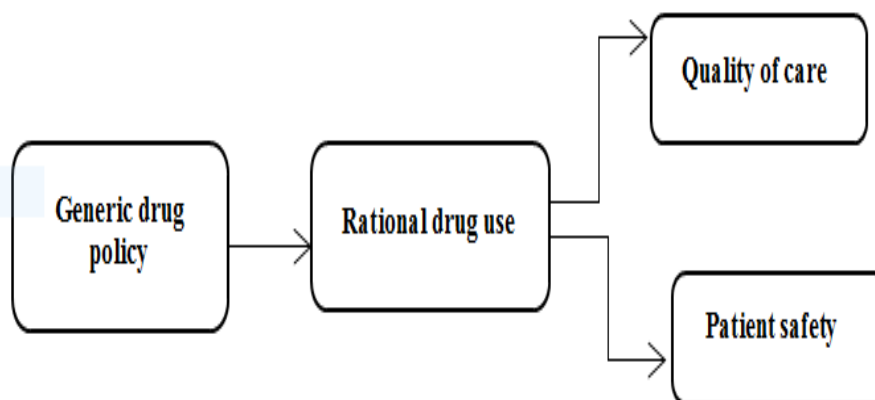 Quality of care
Generic drug
policy
Rational drug use
Patient safety